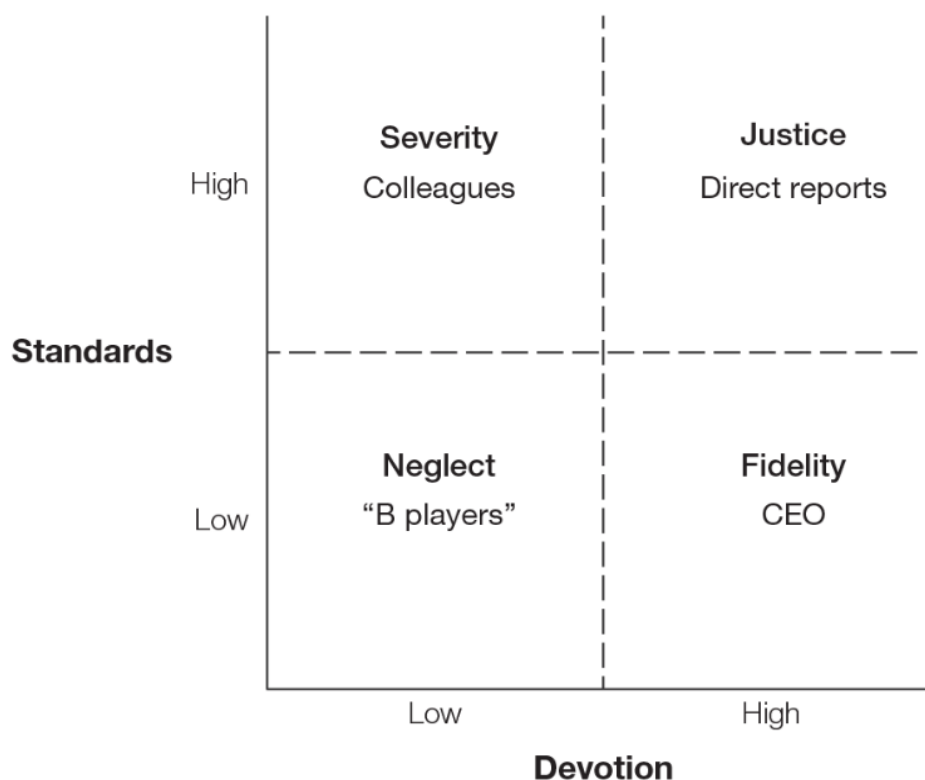 Severity
Colleagues
Justice
Direct reports
High
Standards
Neglect
“B players”
Fidelity
CEO
Low
Low
High
Devotion